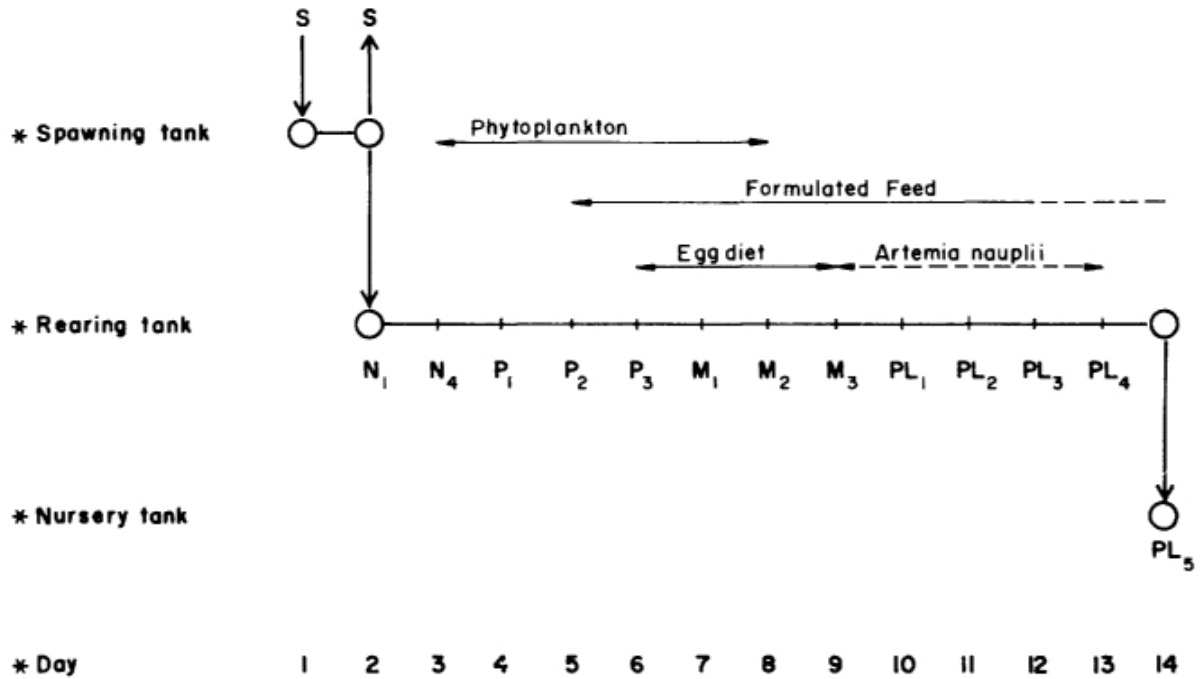 S S
* Spawning tank
Phytoplankton
Formulated Feed
Egg diet Artemia nauplii
* Rearing tank
N₁ N₄ P₁ P₂ P₃ M₁ M₂ M₃ PL₁ PL₂ PL₃ PL₄
* Nursery tank
PL₅
* Day 1 2 3 4 5 6 7 8 9 10 11 12 13 14